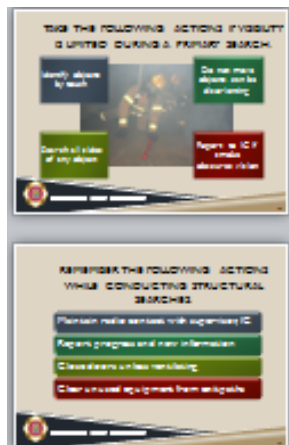 TAKE THE FOLLOWING ACTIONS IF VISIBILITY
IS LIMITED DURING A PRIMARY SEARCH.
Identify objects
by touch
Do not move
objects can be
disorienting
Search all sides
of any object
Report to IC if
smoke
obscures vision
REMEMBER THE FOLLOWING ACTIONS
WHILE CONDUCTING STRUCTURAL
SEARCHES.
Maintain radio contact with supervisor/IC
Report progress and new information
Close doors unless ventilating
Clear unused equipment from